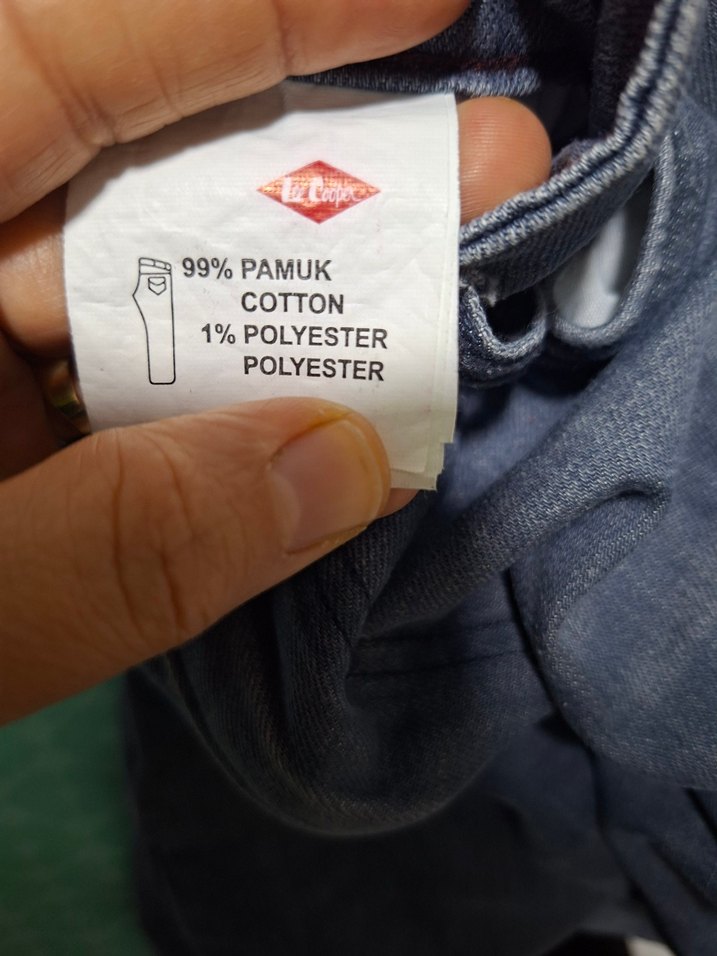 Lee Cooper
99% PAMUK
COTTON
1% POLYESTER
POLYESTER